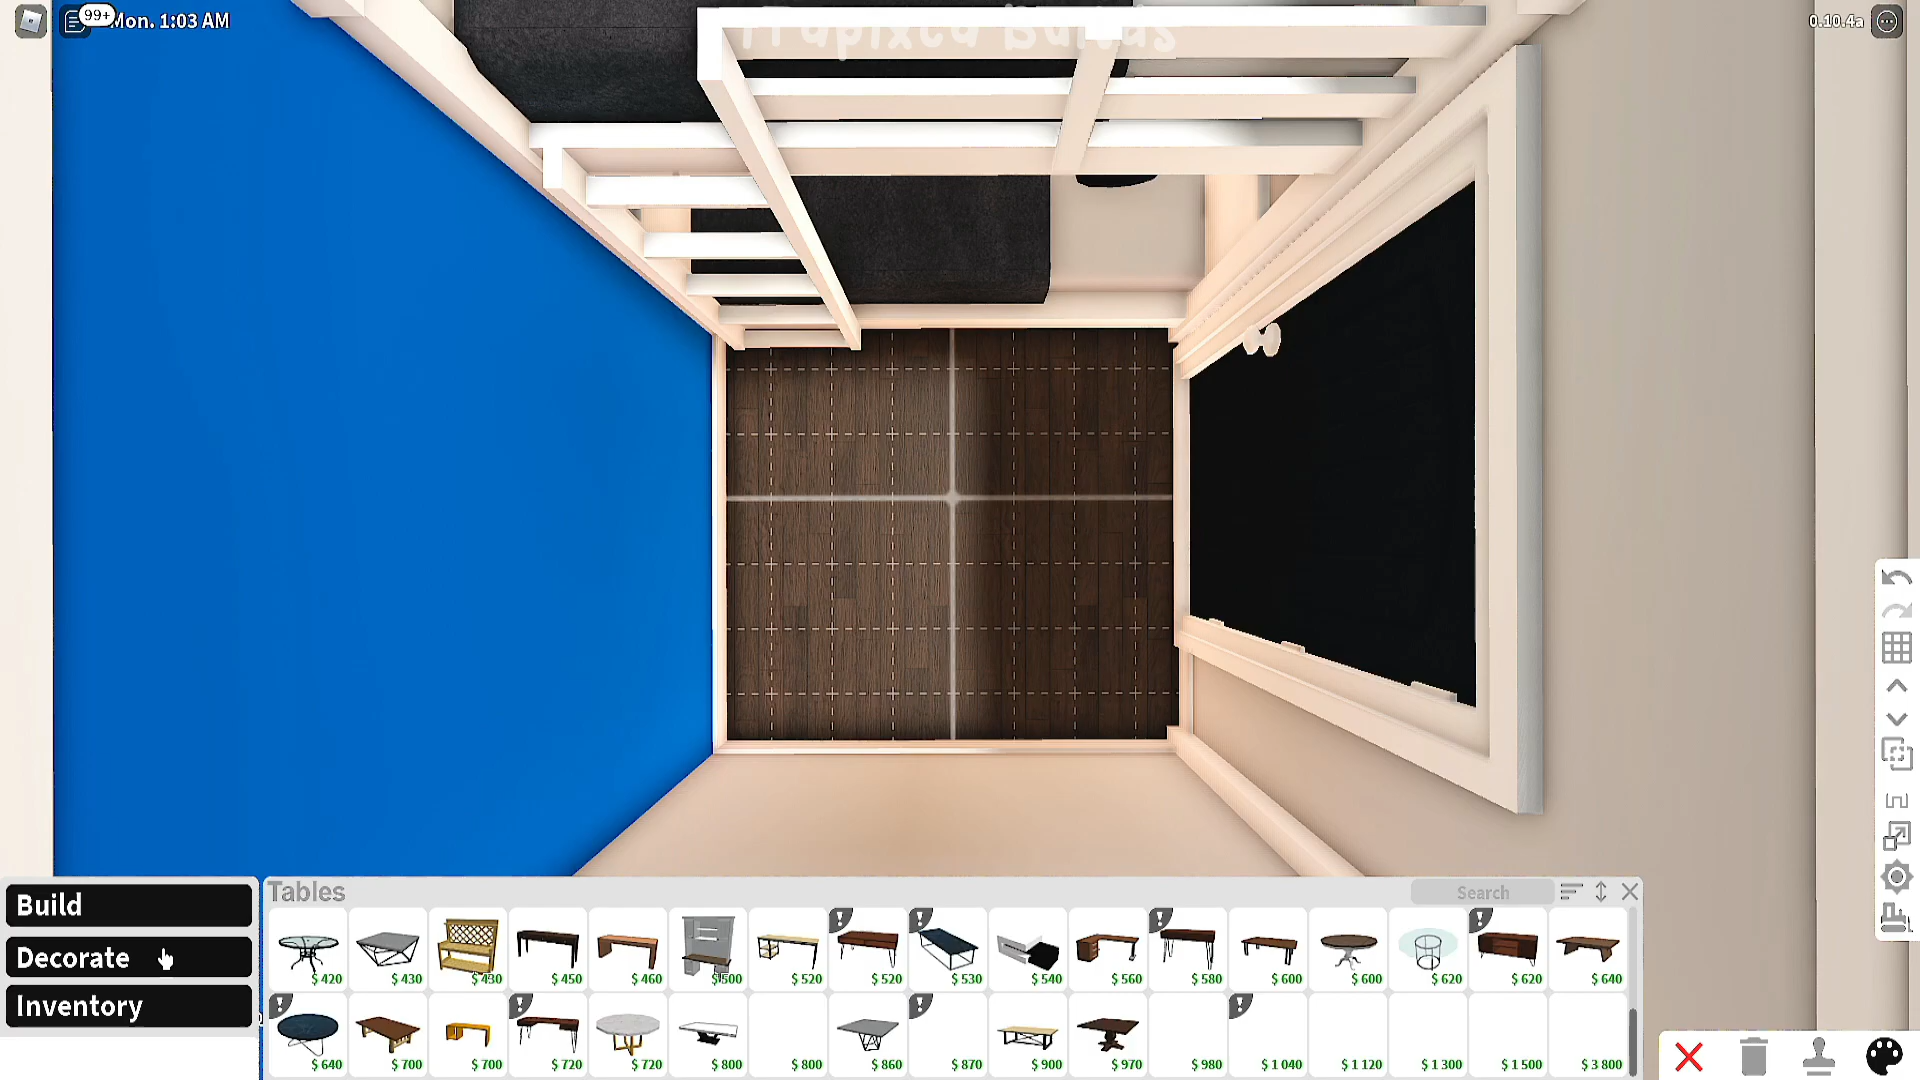 99+
Mon. 1:03 AM
0.10.4a
Trapixca Builds
Build
Decorate
Inventory
Tables
Search
$ 420 $ 430 $ 430 $ 450 $ 460 $ 500 $ 520 $ 520 $ 530 $ 540 $ 560 $ 580 $ 600 $ 600 $ 620 $ 620 $ 640
$ 640 $ 700 $ 700 $ 720 $ 720 $ 800 $ 800 $ 860 $ 870 $ 900 $ 970 $ 980 $ 1 040 $ 1 120 $ 1 300 $ 1 500 $ 3 800